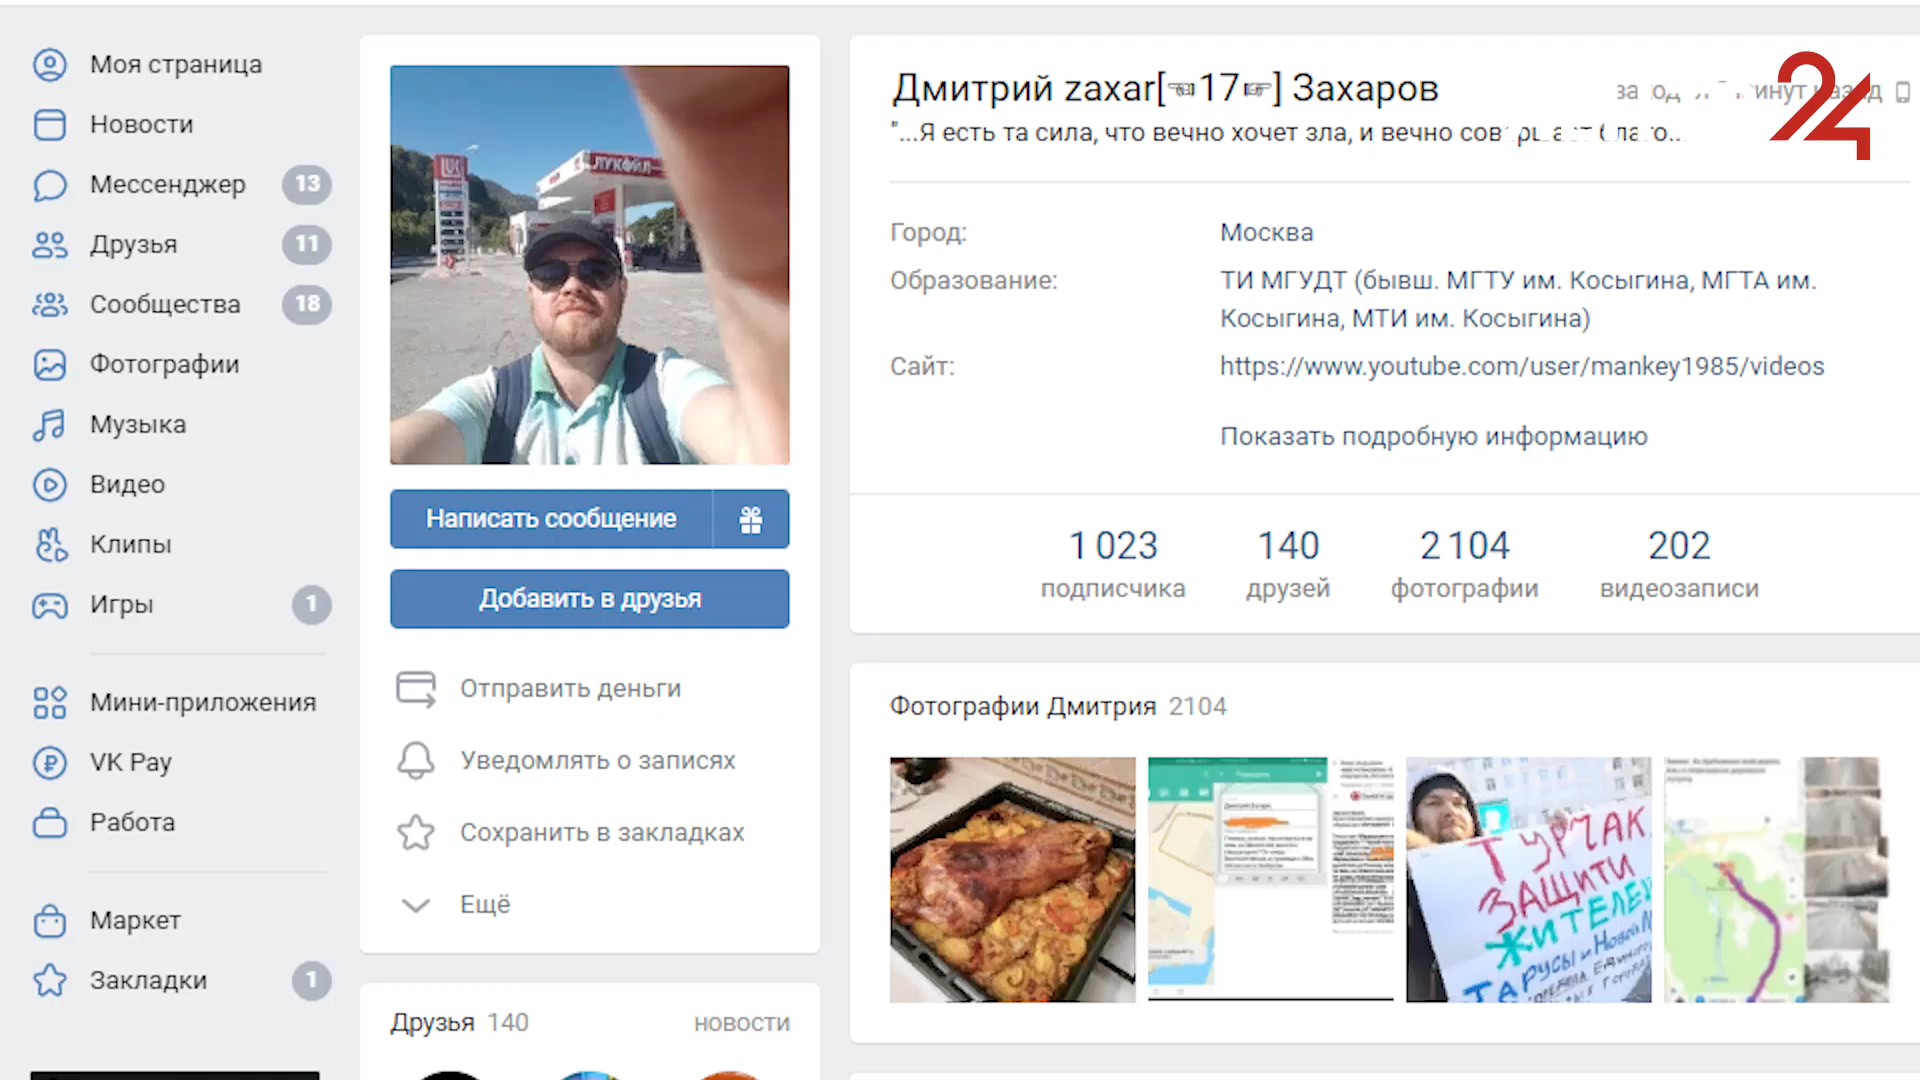 Моя страница
Новости
Мессенджер 13
Друзья 11
Сообщества 18
Фотографии
Музыка
Видео
Клипы
Игры 1
Мини-приложения
VK Pay
Работа
Маркет
Закладки 1
ЛУКОЙЛ
Написать сообщение
Добавить в друзья
Отправить деньги
Уведомлять о записях
Сохранить в закладках
Ещё
Друзья 140 новости
Дмитрий zaxar[☜17☞] Захаров
24
"...Я есть та сила, что вечно хочет зла, и вечно совершает благо...
Город: Москва
Образование: ТИ МГУДТ (бывш. МГТУ им. Косыгина, МГТА им.
Косыгина, МТИ им. Косыгина)
Сайт: https://www.youtube.com/user/mankey1985/videos
Показать подробную информацию
1 023 140 2 104 202
подписчика друзей фотографии видеозаписи
Фотографии Дмитрия 2104
ТУРЧАК
ЗАЩИТИ
ЖИТЕЛЕЙ
ТАРУСЫ и